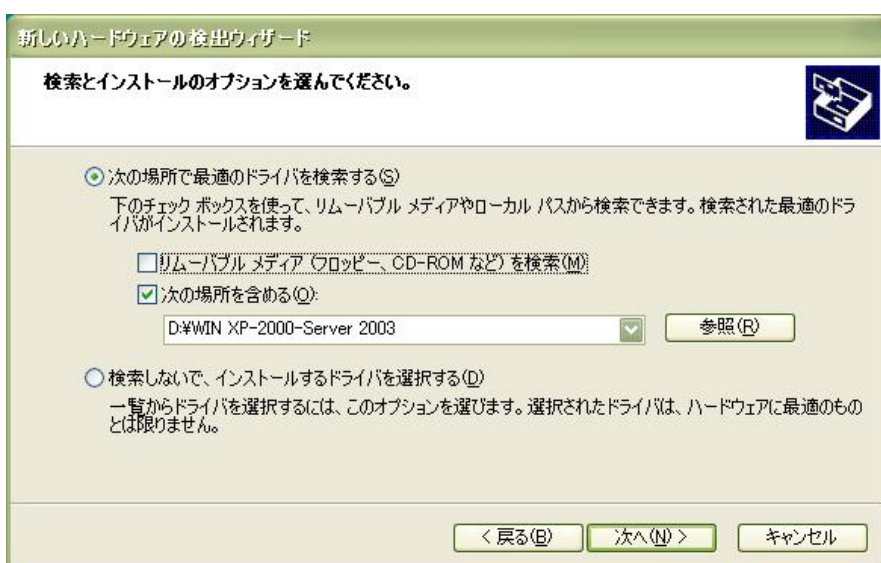 新しいハードウェアの検出ウィザード
検索とインストールのオプションを選んでください。
次の場所で最適のドライバを検索する(S)
下のチェック ボックスを使って、リムーバブル メディアやローカル パスから検索できます。検索された最適のドラ
イバがインストールされます。
リムーバブル メディア (フロッピー、CD-ROM など) を検索(M)
次の場所を含める(O):
D:¥WIN XP-2000-Server 2003
参照(R)
検索しないで、インストールするドライバを選択する(D)
一覧からドライバを選択するには、このオプションを選びます。選択されたドライバは、ハードウェアに最適のもの
とは限りません。
< 戻る(B)
次へ(N) >
キャンセル